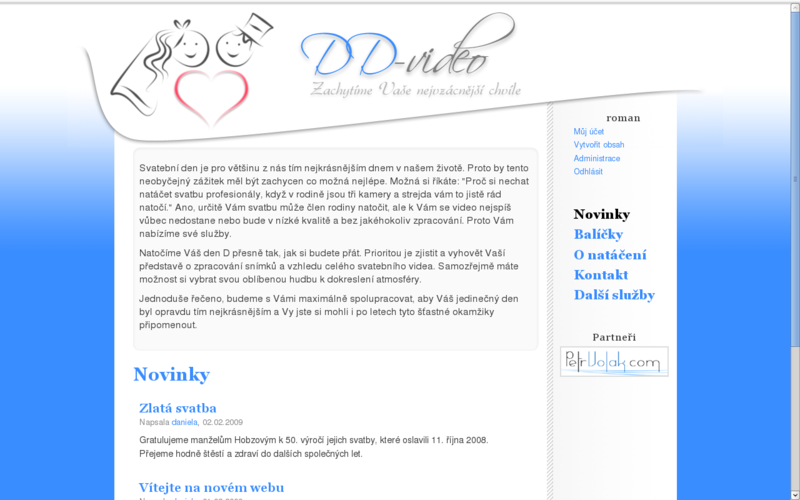 DD-video
Zachytíme Vaše nejvzácnější chvíle
roman
Můj účet
Vytvořit obsah
Administrace
Odhlásit
Novinky
Balíčky
O natáčení
Kontakt
Další služby
Partneři
PetrVolak.com
Svatební den je pro většinu z nás tím nejkrásnějším dnem v našem životě. Proto by tento
neobyčejný zážitek měl být zachycen co možná nejlépe. Možná si říkáte: "Proč si nechat
natáčet svatbu profesionály, když v rodině jsou tři kamery a strejda vám to jistě rád
natočí." Ano, určitě Vám svatbu může člen rodiny natočit, ale k Vám se video nejspíš
vůbec nedostane nebo bude v nízké kvalitě a bez jakéhokoliv zpracování. Proto Vám
nabízíme své služby.
Natočíme Váš den D přesně tak, jak si budete přát. Prioritou je zjistit a vyhovět Vaší
představě o zpracování snímků a vzhledu celého svatebního videa. Samozřejmě máte
možnost si vybrat svou oblíbenou hudbu k dokreslení atmosféry.
Jednoduše řečeno, budeme s Vámi maximálně spolupracovat, aby Váš jedinečný den
byl opravdu tím nejkrásnějším a Vy jste si mohli i po letech tyto šťastné okamžiky
připomenout.
Novinky
Zlatá svatba
Napsala daniela, 02.02.2009
Gratulujeme manželům Hobzovým k 50. výročí jejich svatby, které oslavili 11. října 2008.
Přejeme hodně štěstí a zdraví do dalších společných let.
Vítejte na novém webu